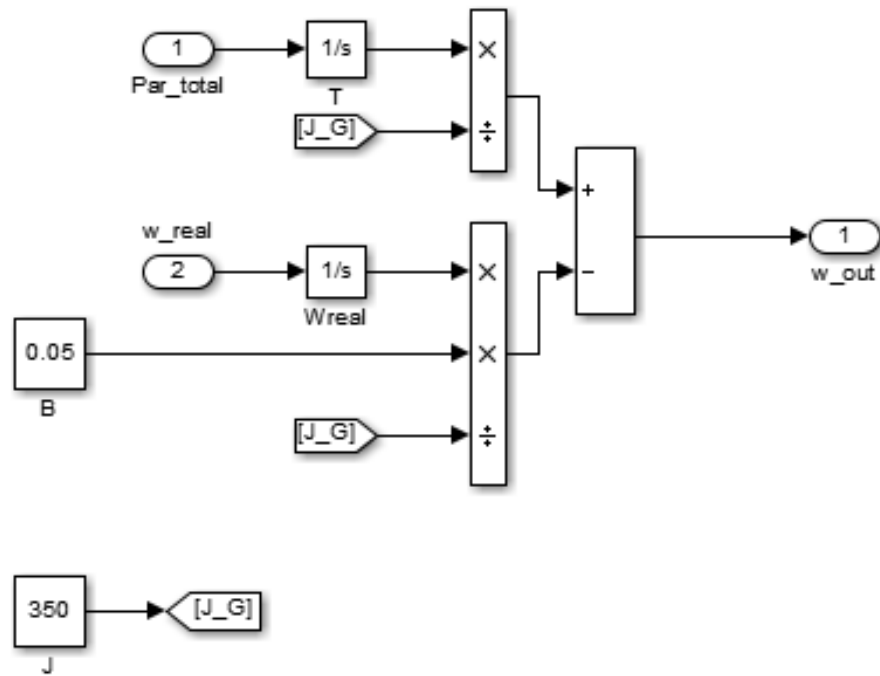 1
Par_total
1/s
T
×
[J_G]
÷
+
−
w_real
2
1/s
Wreal
×
1
w_out
0.05
B
×
[J_G]
÷
350
J
[J_G]